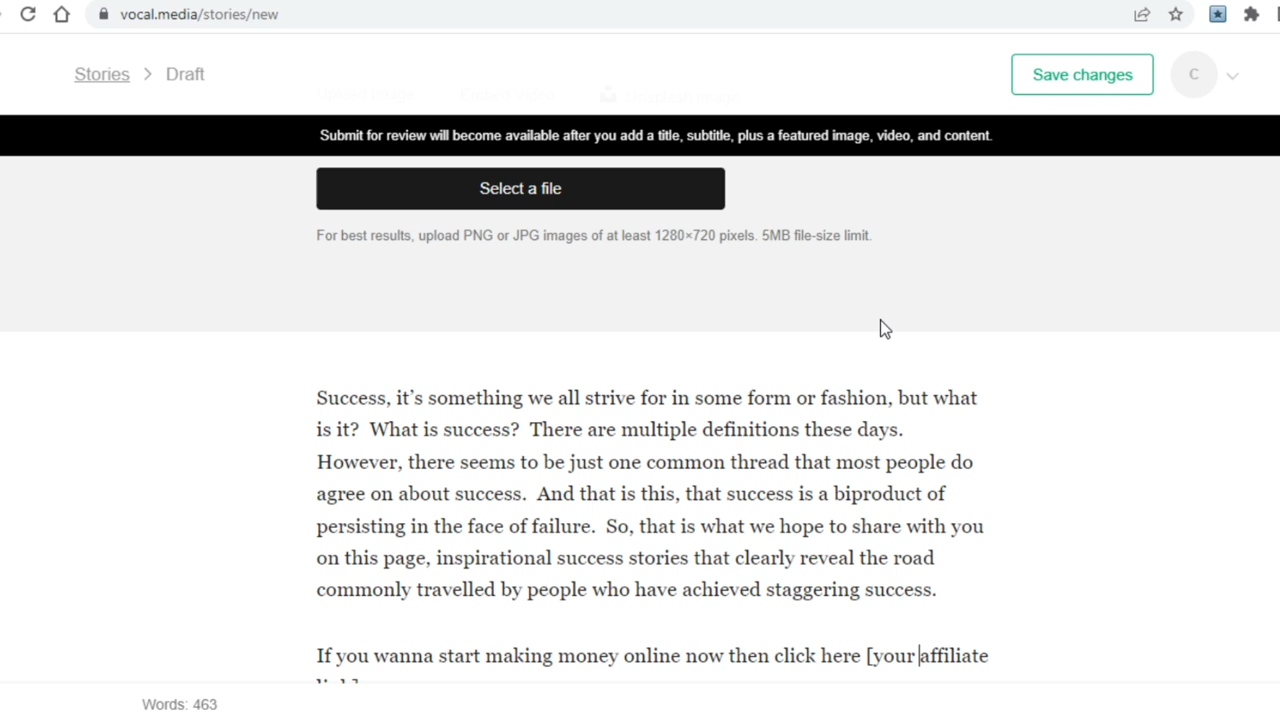 vocal.media/stories/new
Stories > Draft
Save changes
C
Submit for review will become available after you add a title, subtitle, plus a featured image, video, and content.
Select a file
For best results, upload PNG or JPG images of at least 1280×720 pixels. 5MB file-size limit.
Success, it’s something we all strive for in some form or fashion, but what
is it?  What is success?  There are multiple definitions these days.
However, there seems to be just one common thread that most people do
agree on about success.  And that is this, that success is a biproduct of
persisting in the face of failure.  So, that is what we hope to share with you
on this page, inspirational success stories that clearly reveal the road
commonly travelled by people who have achieved staggering success.
If you wanna start making money online now then click here [your affiliate
Words: 463